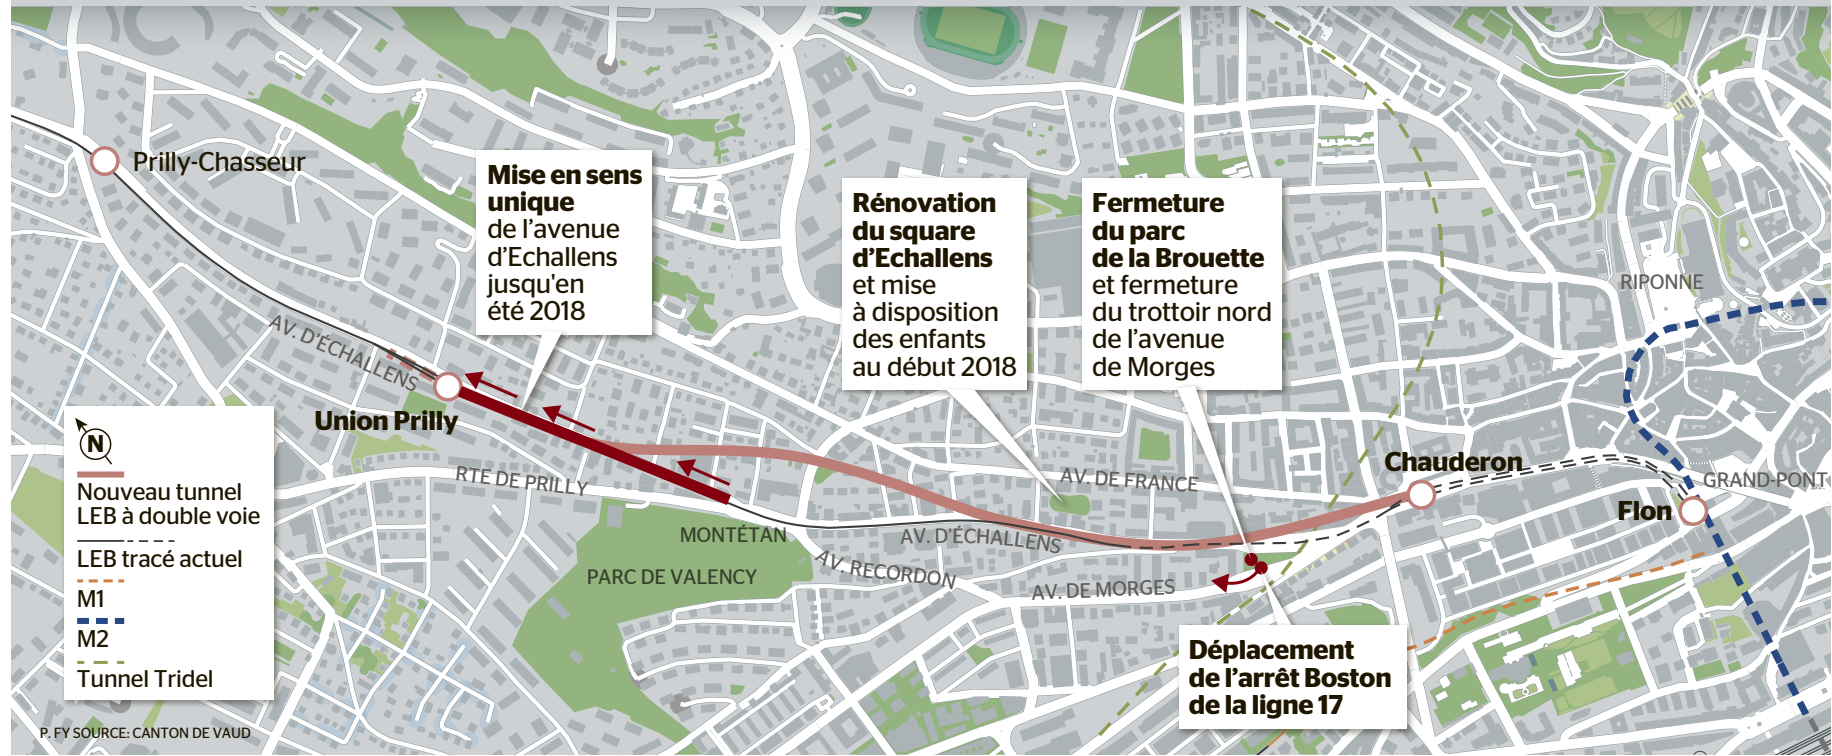 Prilly-Chasseur
Mise en sens
unique
de l'avenue
d'Echallens
jusqu'en
été 2018
Rénovation
du square
d'Echallens
et mise
à disposition
des enfants
au début 2018
Fermeture
du parc
de la Brouette
et fermeture
du trottoir nord
de l'avenue
de Morges
RIPONNE
AV. D'ÉCHALLENS
Union Prilly
RTE DE PRILLY
MONTÉTAN
PARC DE VALENCY
AV. RECORDON
AV. D'ÉCHALLENS
AV. DE FRANCE
AV. DE MORGES
Chauderon
GRAND-PONT
Flon
Déplacement
de l'arrêt Boston
de la ligne 17
N
Nouveau tunnel
LEB à double voie
LEB tracé actuel
M1
M2
Tunnel Tridel
P. FY SOURCE: CANTON DE VAUD